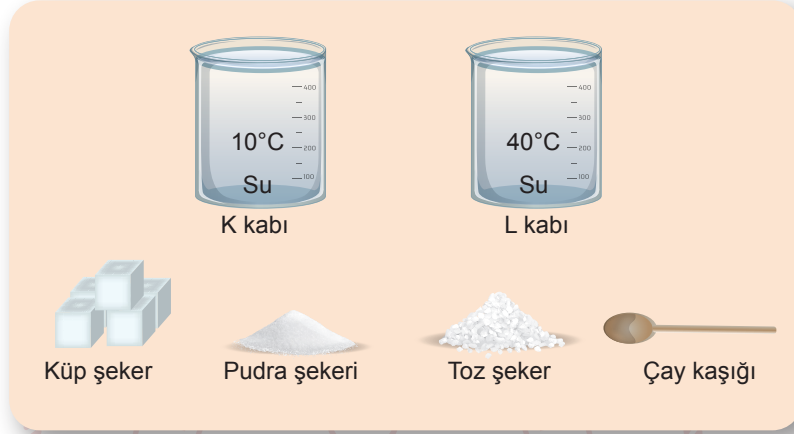 400
300
10°C
200
Su
100
K kabı
400
300
40°C
200
Su
100
L kabı
Küp şeker
Pudra şekeri
Toz şeker
Çay kaşığı